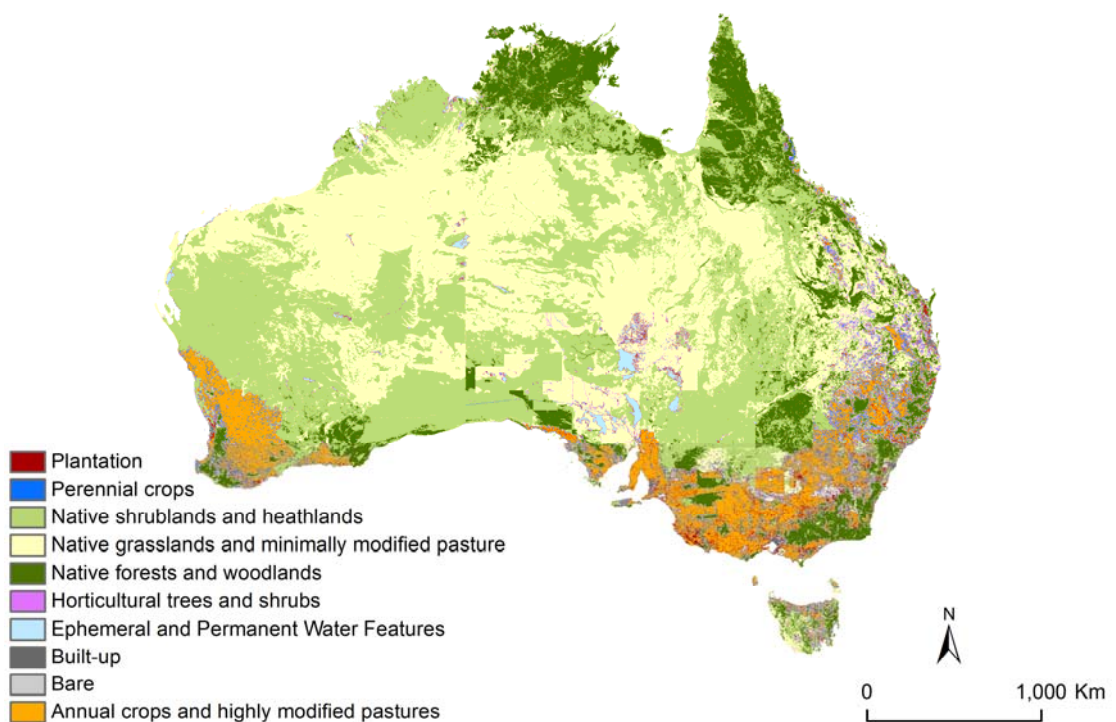 Plantation
Perennial crops
Native shrublands and heathlands
Native grasslands and minimally modified pasture
Native forests and woodlands
Horticultural trees and shrubs
Ephemeral and Permanent Water Features
Built-up
Bare
Annual crops and highly modified pastures
N
0 1,000 Km